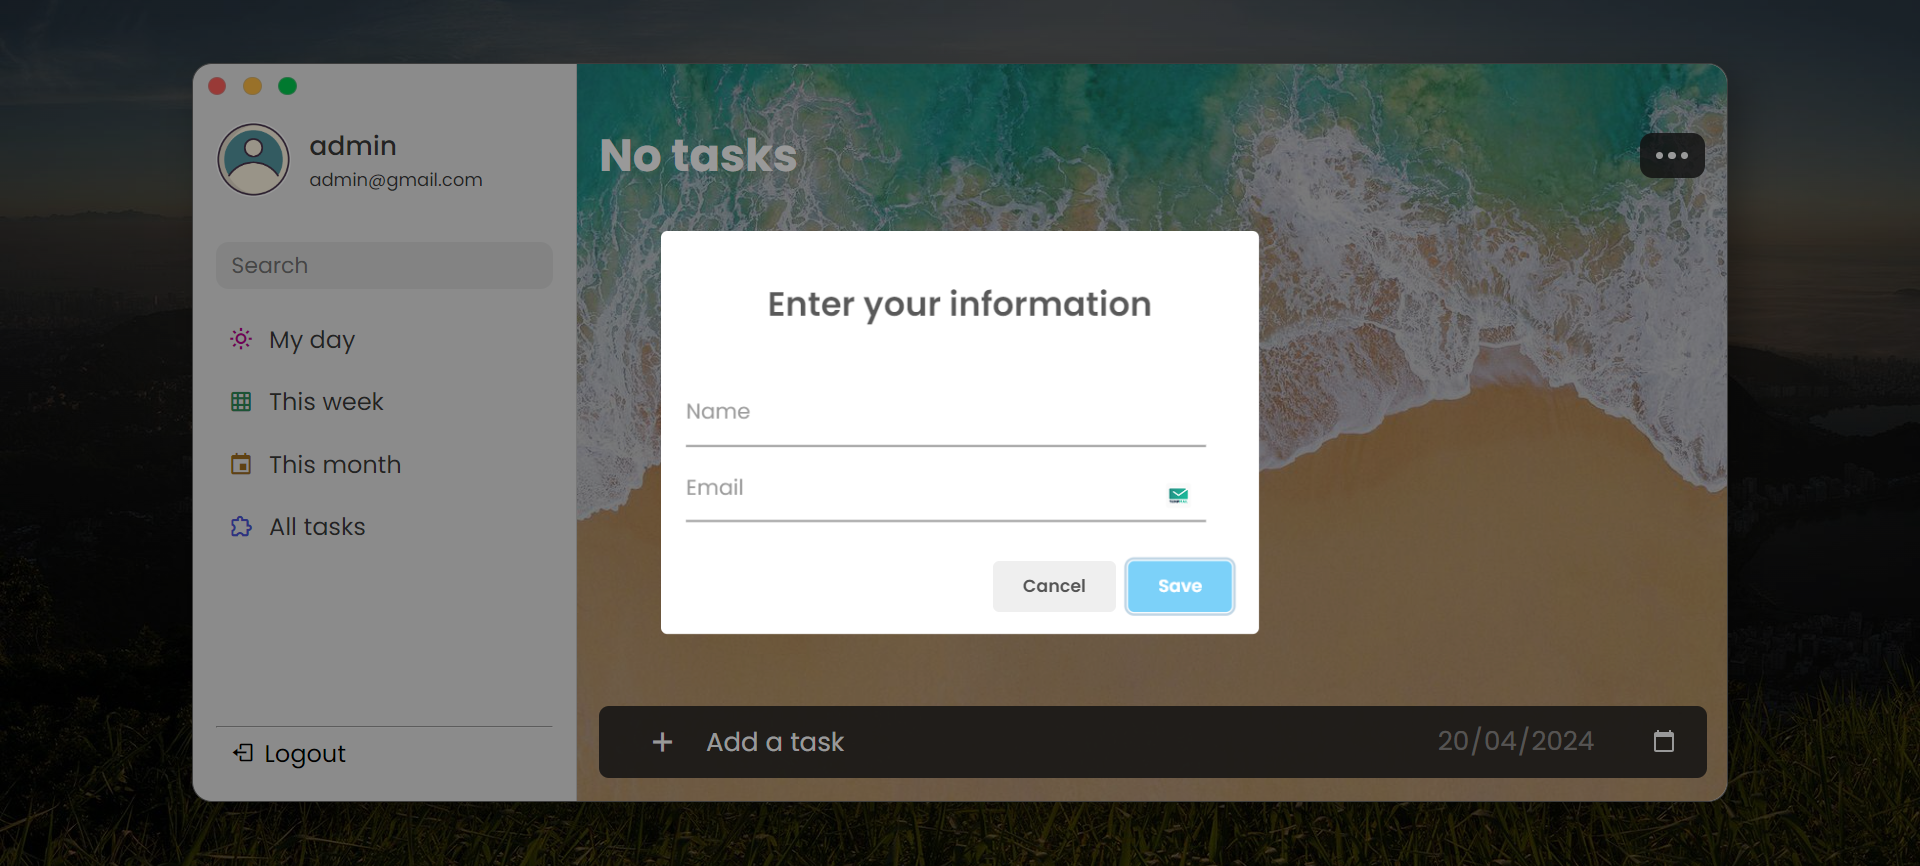 admin
admin@gmail.com
Search
My day
This week
This month
All tasks
Logout
No tasks
Enter your information
Name
Email
Cancel
Save
Add a task
20/04/2024